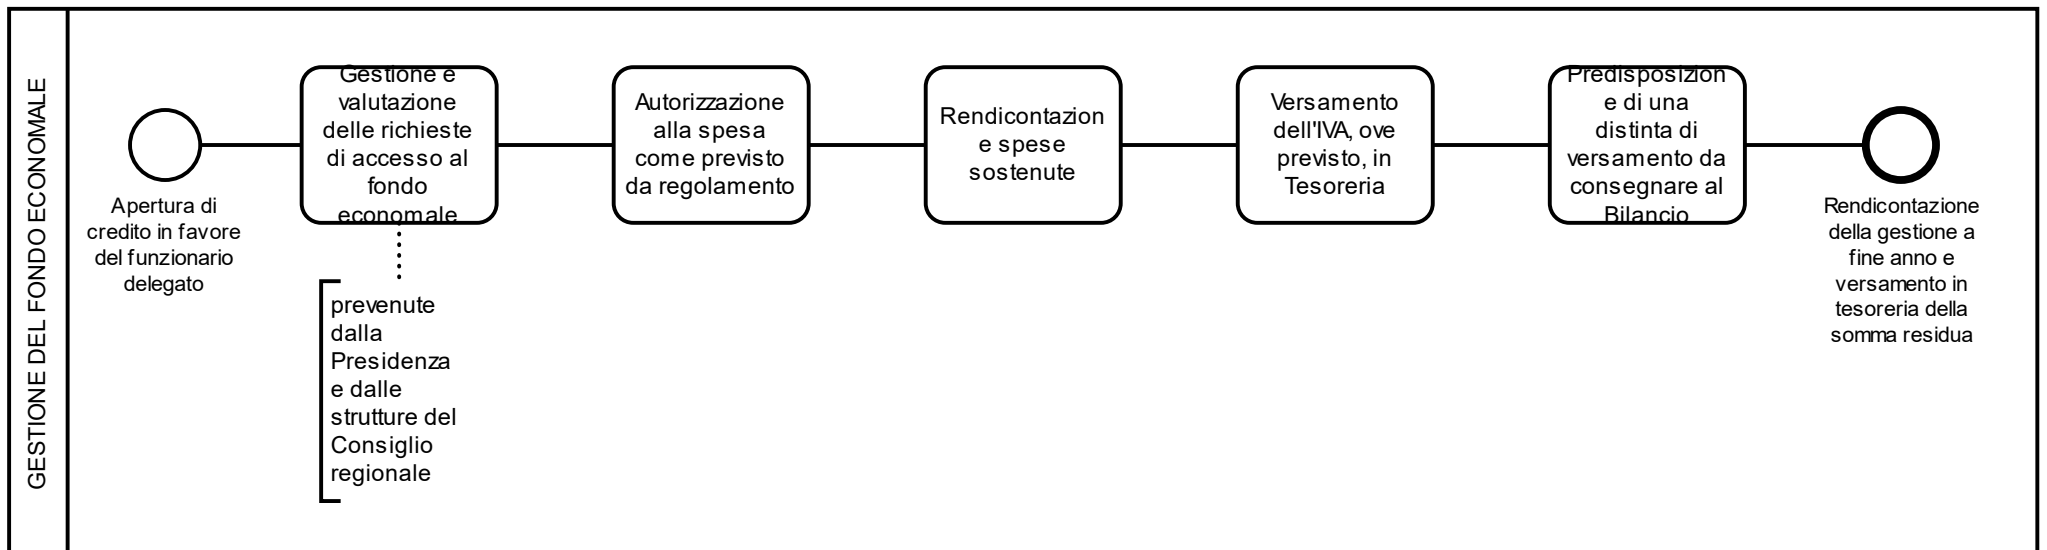 GESTIONE DEL FONDO ECONOMALE
Apertura di
credito in favore
del funzionario
delegato
Gestione e
valutazione
delle richieste
di accesso al
fondo
economale
prevenute
dalla
Presidenza
e dalle
strutture del
Consiglio
regionale
Autorizzazione
alla spesa
come previsto
da regolamento
Rendicontazion
e spese
sostenute
Versamento
dell'IVA, ove
previsto, in
Tesoreria
Predisposizion
e di una
distinta di
versamento da
consegnare al
Bilancio
Rendicontazione
della gestione a
fine anno e
versamento in
tesoreria della
somma residua